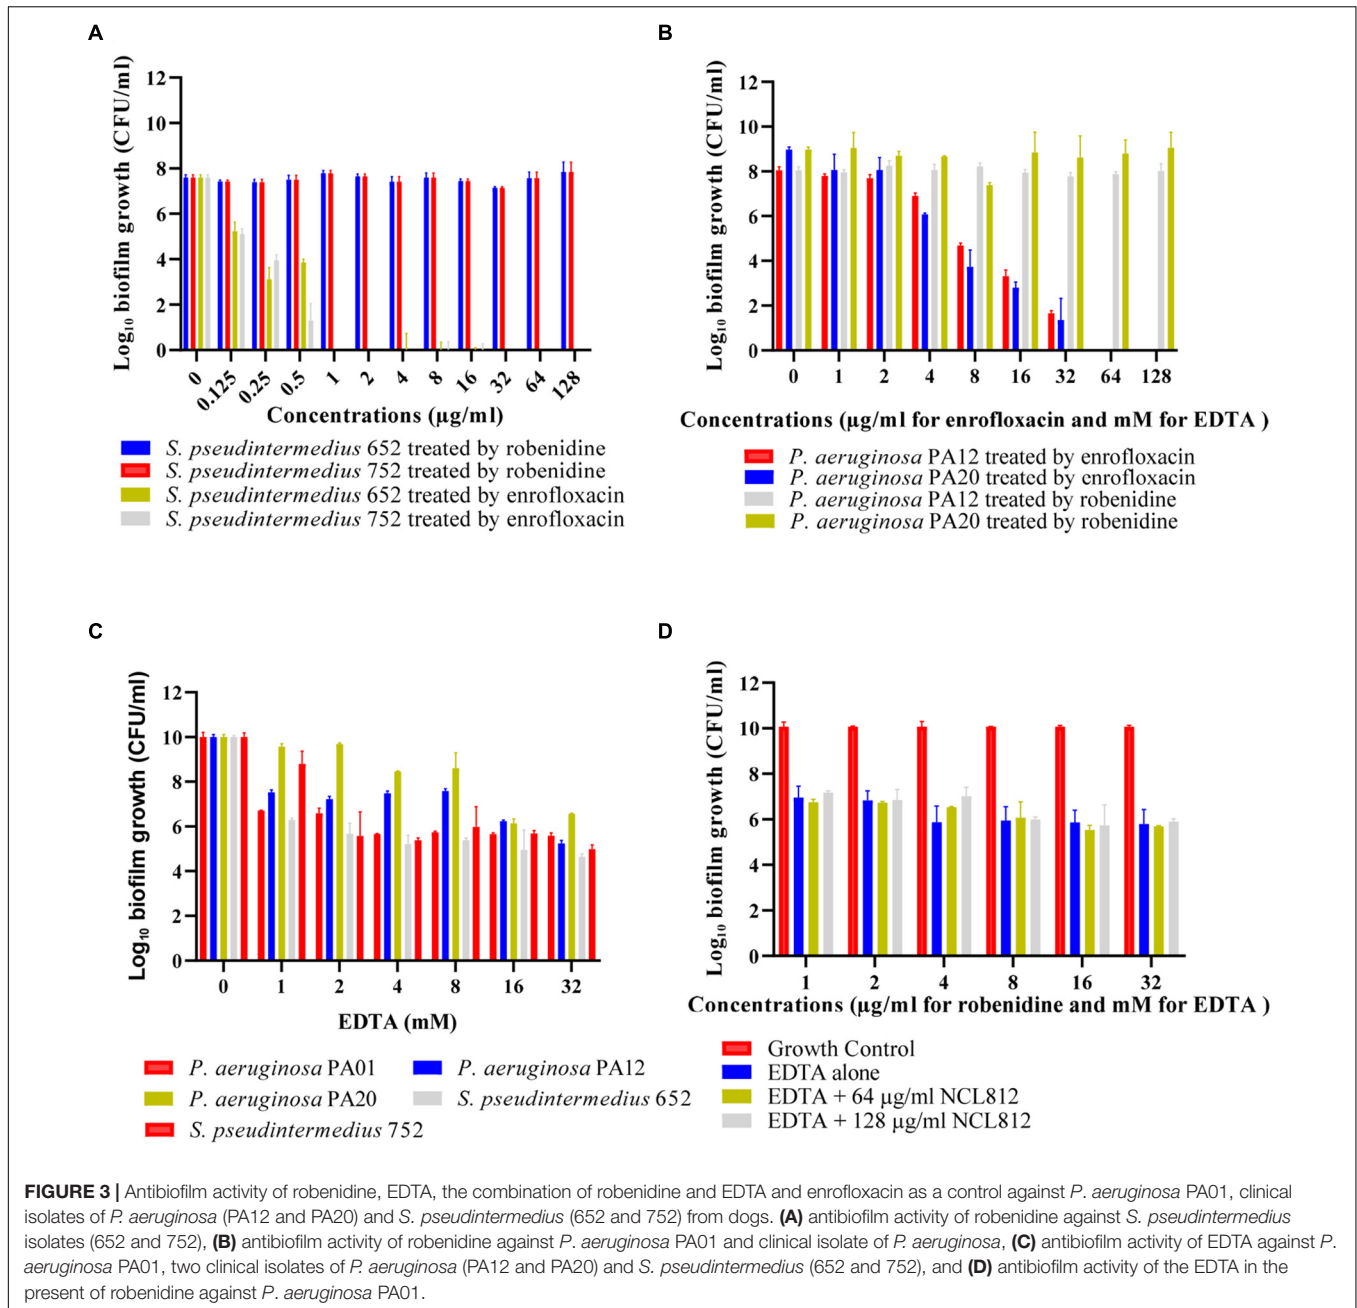 A
Log₁₀ biofilm growth (CFU/ml)
12
10
8
6
4
2
0
0 0.125 0.25 0.5 1 2 4 8 16 32 64 128
Concentrations (µg/ml)
S. pseudintermedius 652 treated by robenidine
S. pseudintermedius 752 treated by robenidine
S. pseudintermedius 652 treated by enrofloxacin
S. pseudintermedius 752 treated by enrofloxacin
B
Log₁₀ biofilm growth (CFU/ml)
12
10
8
6
4
2
0
0 1 2 4 8 16 32 64 128
Concentrations (µg/ml for enrofloxacin and mM for EDTA )
P. aeruginosa PA12 treated by enrofloxacin
P. aeruginosa PA20 treated by enrofloxacin
P. aeruginosa PA12 treated by robenidine
P. aeruginosa PA20 treated by robenidine
C
Log₁₀ biofilm growth (CFU/ml)
12
10
8
6
4
2
0
0 1 2 4 8 16 32
EDTA (mM)
P. aeruginosa PA01 P. aeruginosa PA12
P. aeruginosa PA20 S. pseudintermedius 652
S. pseudintermedius 752
D
Log₁₀ biofilm growth (CFU/ml)
12
10
8
6
4
2
0
1 2 4 8 16 32
Concentrations (µg/ml for robenidine and mM for EDTA )
Growth Control
EDTA alone
EDTA + 64 µg/ml NCL812
EDTA + 128 µg/ml NCL812
FIGURE 3 | Antibiofilm activity of robenidine, EDTA, the combination of robenidine and EDTA and enrofloxacin as a control against P. aeruginosa PA01, clinical
isolates of P. aeruginosa (PA12 and PA20) and S. pseudintermedius (652 and 752) from dogs. (A) antibiofilm activity of robenidine against S. pseudintermedius
isolates (652 and 752), (B) antibiofilm activity of robenidine against P. aeruginosa PA01 and clinical isolate of P. aeruginosa, (C) antibiofilm activity of EDTA against P.
aeruginosa PA01, two clinical isolates of P. aeruginosa (PA12 and PA20) and S. pseudintermedius (652 and 752), and (D) antibiofilm activity of the EDTA in the
present of robenidine against P. aeruginosa PA01.